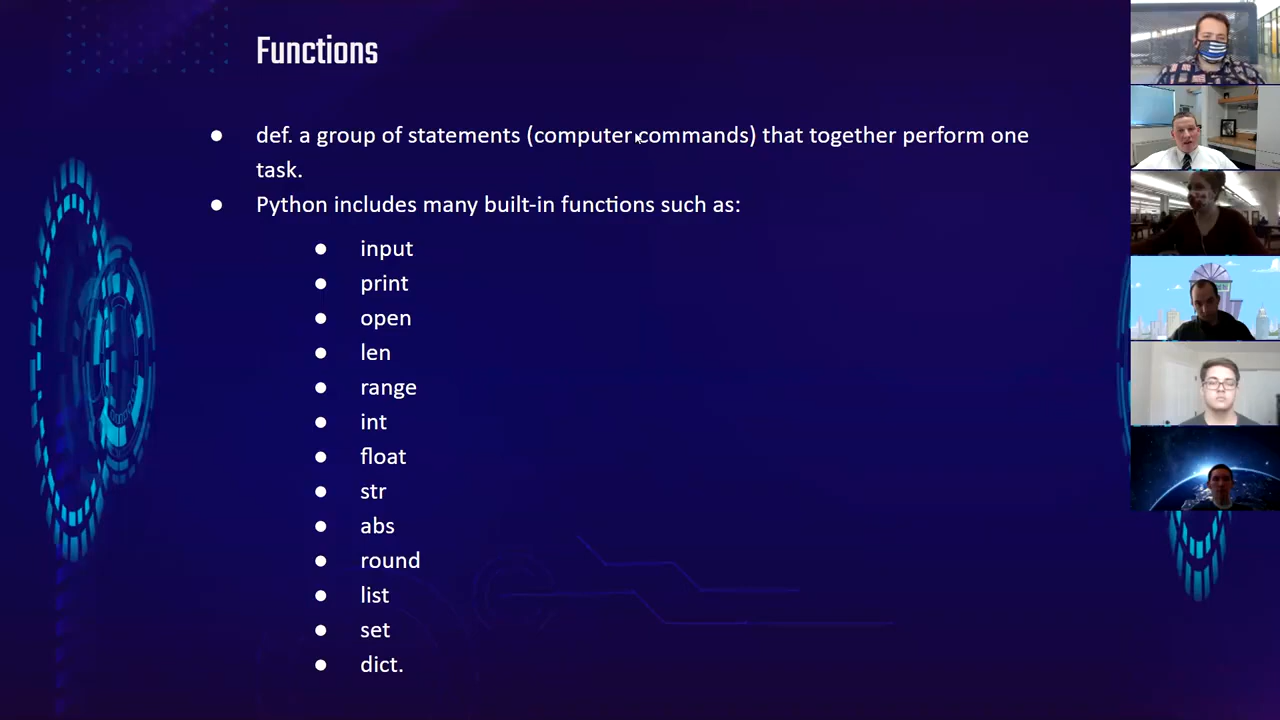 Functions
● def. a group of statements (computer commands) that together perform one
task.
● Python includes many built-in functions such as:
● input
● print
● open
● len
● range
● int
● float
● str
● abs
● round
● list
● set
● dict.